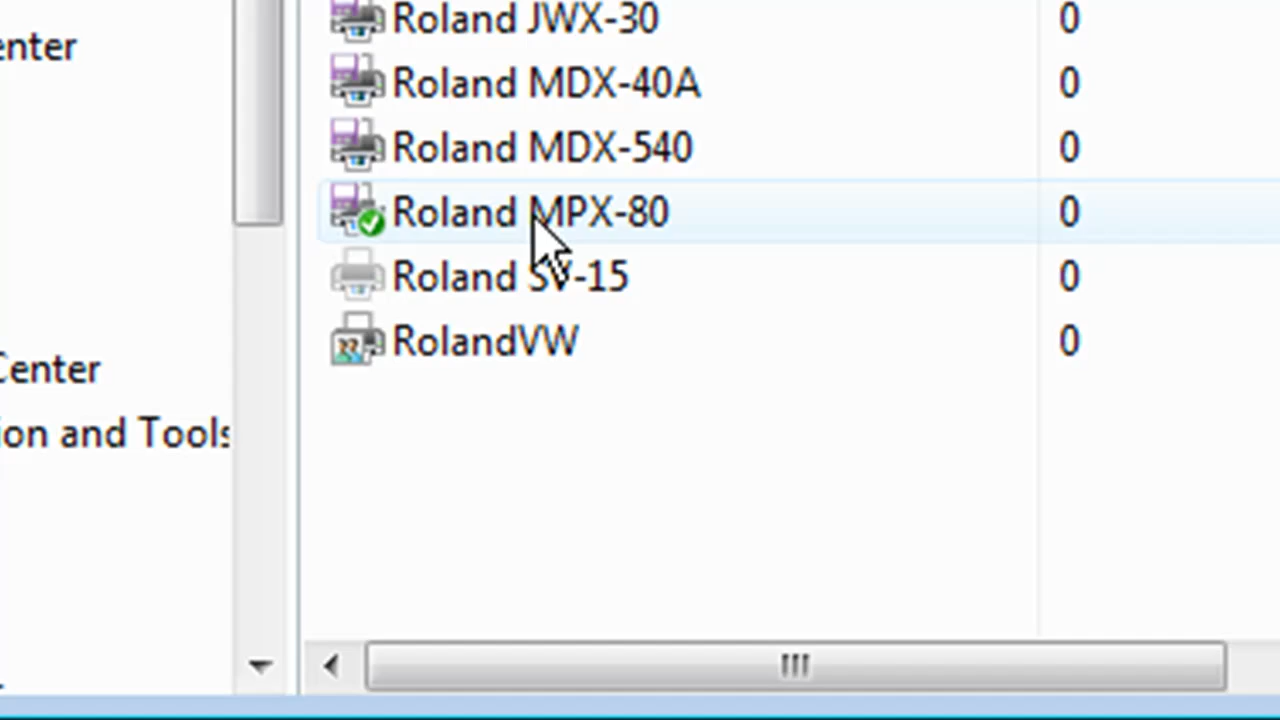 Roland JWX-30 0
enter
Roland MDX-40A 0
Roland MDX-540 0
Roland MPX-80 0
Roland SV-15 0
RolandVW 0
Center
ion and Tools